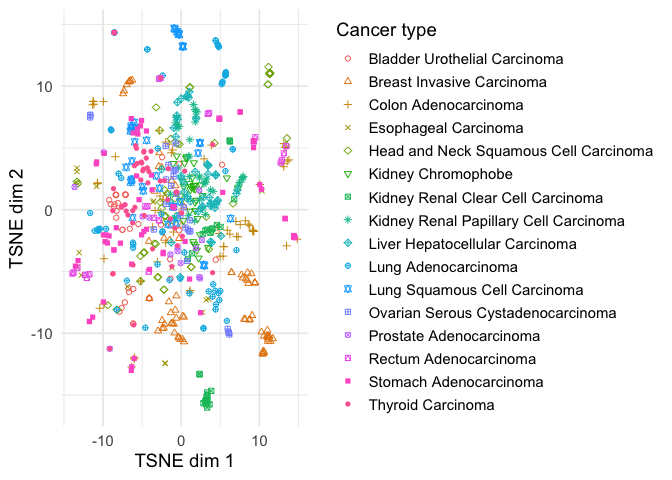 Cancer type
Bladder Urothelial Carcinoma
Breast Invasive Carcinoma
Colon Adenocarcinoma
Esophageal Carcinoma
Head and Neck Squamous Cell Carcinoma
Kidney Chromophobe
Kidney Renal Clear Cell Carcinoma
Kidney Renal Papillary Cell Carcinoma
Liver Hepatocellular Carcinoma
Lung Adenocarcinoma
Lung Squamous Cell Carcinoma
Ovarian Serous Cystadenocarcinoma
Prostate Adenocarcinoma
Rectum Adenocarcinoma
Stomach Adenocarcinoma
Thyroid Carcinoma
TSNE dim 2
10
0
-10
-10
0
10
TSNE dim 1